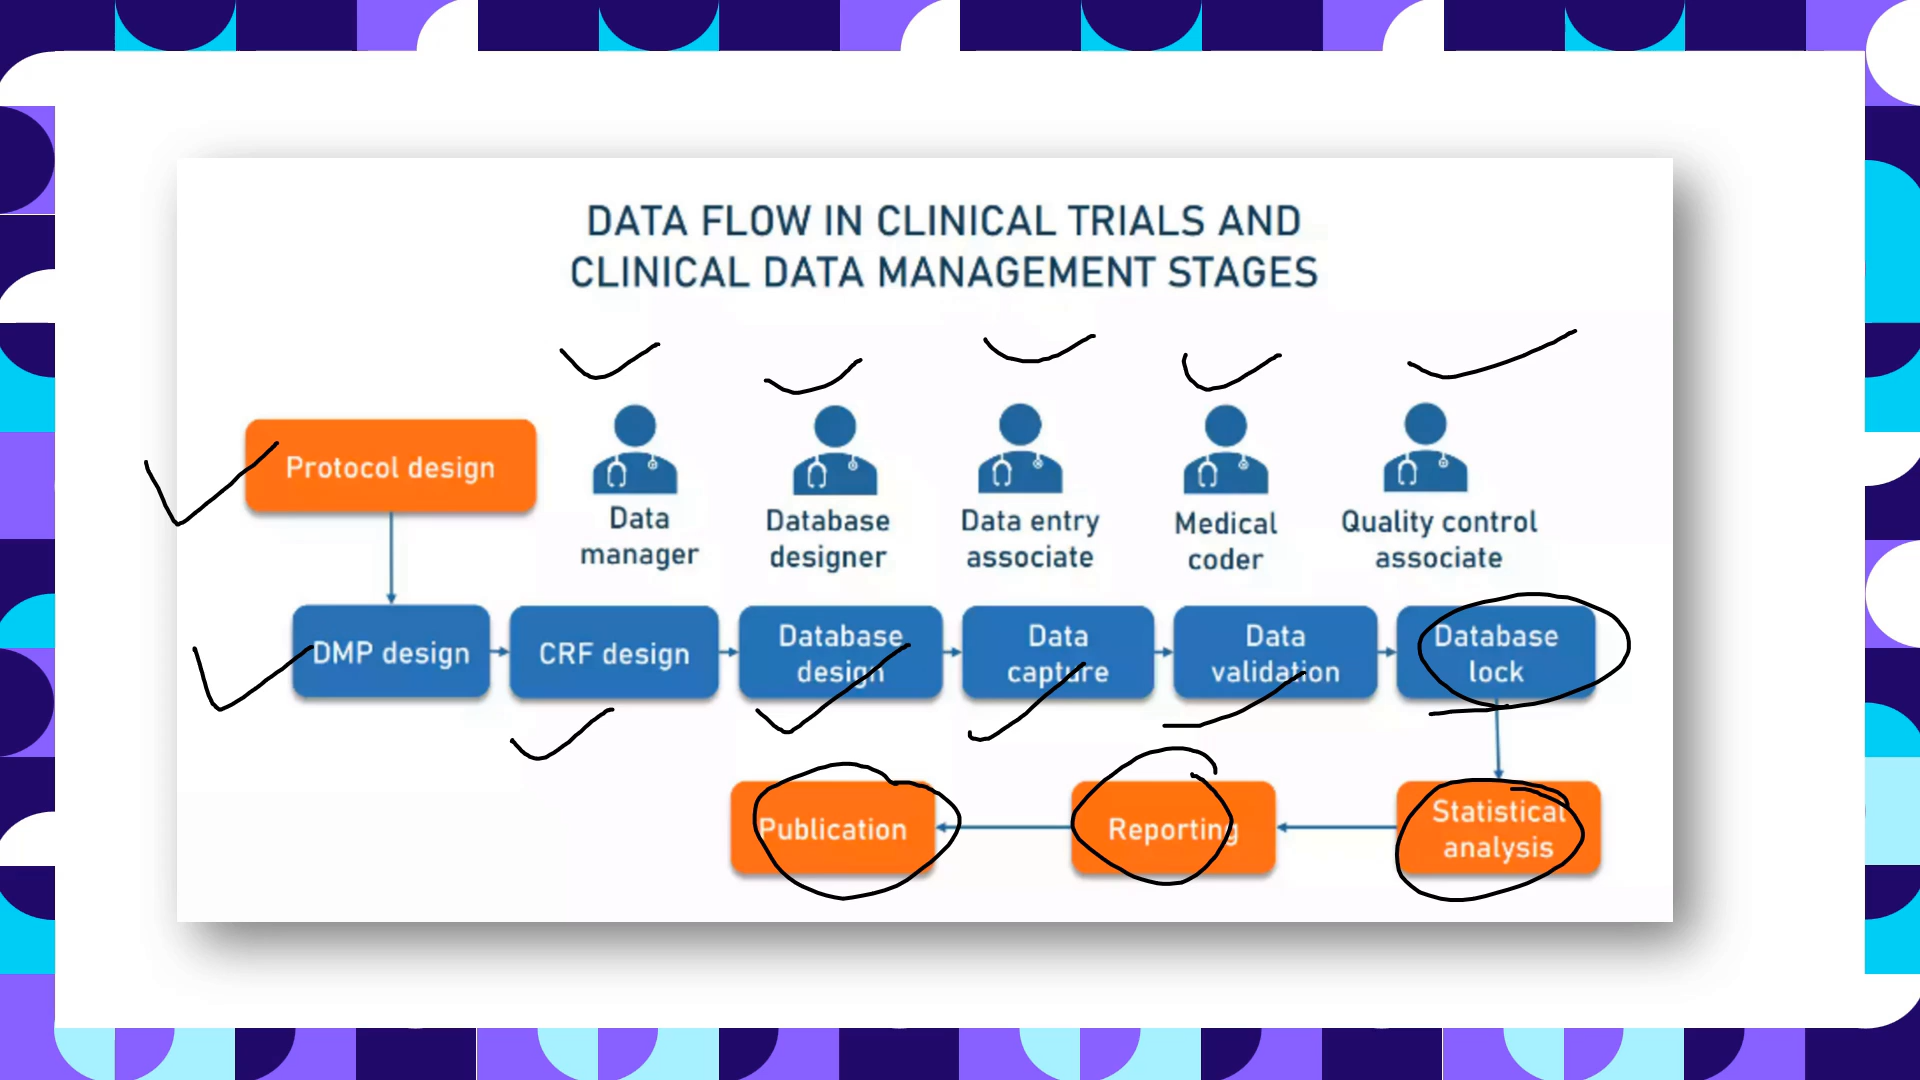 DATA FLOW IN CLINICAL TRIALS AND
CLINICAL DATA MANAGEMENT STAGES
Protocol design
Data
manager
Database
designer
Data entry
associate
Medical
coder
Quality control
associate
DMP design
CRF design
Database
design
Data
capture
Data
validation
Database
lock
Publication
Reporting
Statistical
analysis